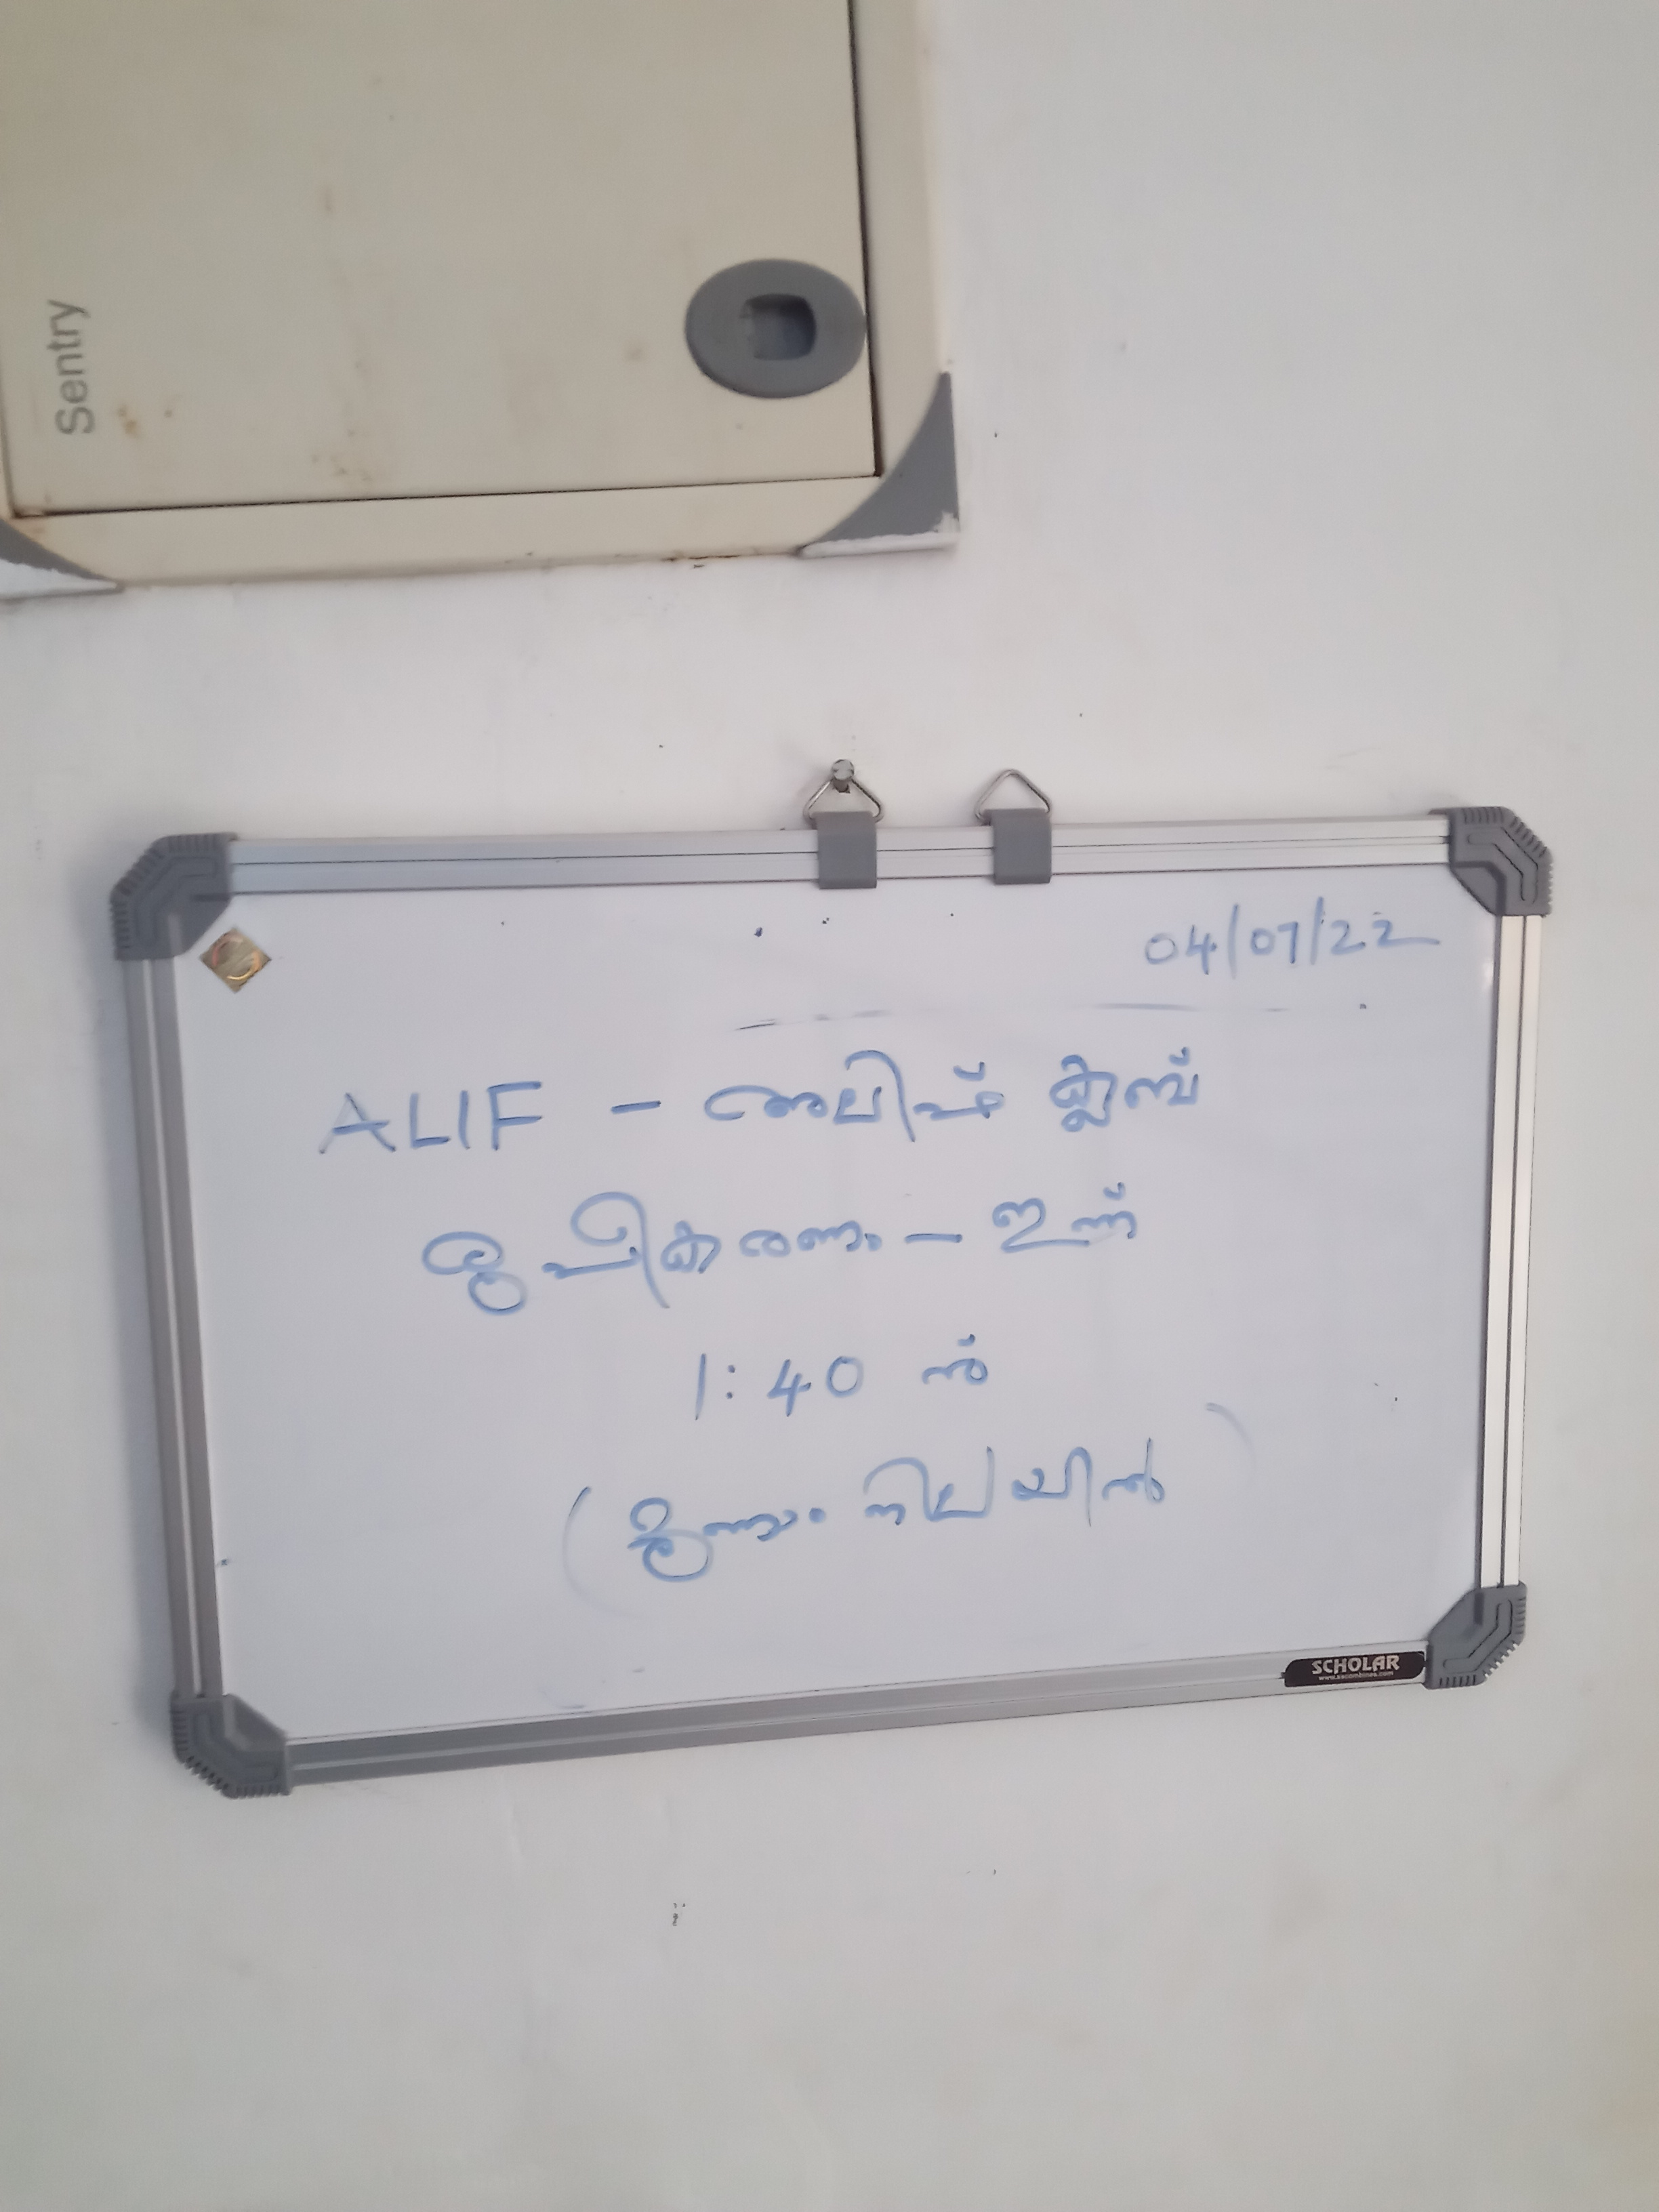 Sentry
04/07/22
ALIF - അലിഫ് ക്ലബ്ബ്
രൂപീകരണം - ഇന്ന്
1:40 ന്
(മൂന്നാം നിലയിൽ)
SCHOLAR